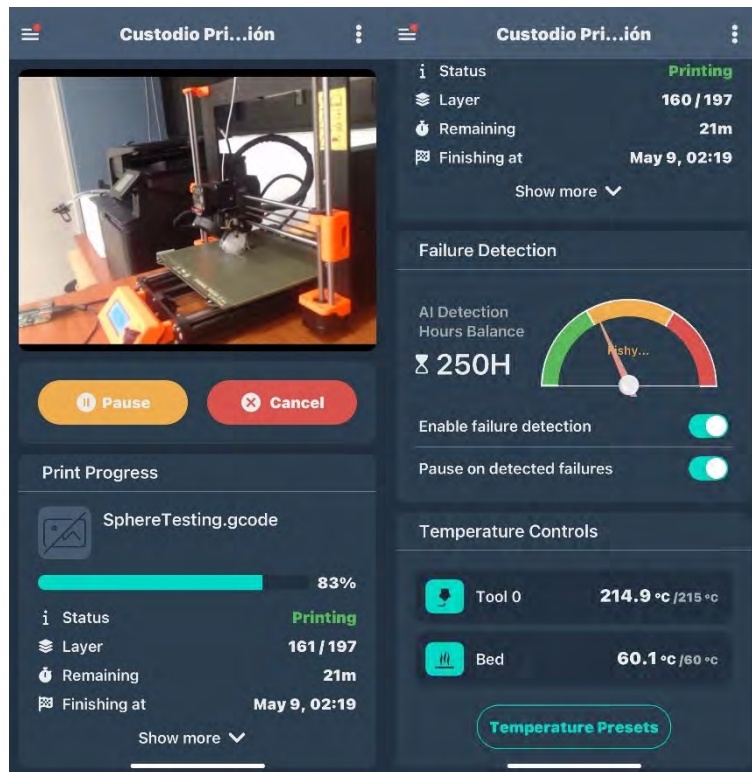 Custodio Pri...ión
Pause
Cancel
Print Progress
SphereTesting.gcode
83%
i Status Printing
Layer 161/197
Remaining 21m
Finishing at May 9, 02:19
Show more
Custodio Pri...ión
i Status Printing
Layer 160/197
Remaining 21m
Finishing at May 9, 02:19
Show more
Failure Detection
AI Detection
Hours Balance
250H
Fishy...
Enable failure detection
Pause on detected failures
Temperature Controls
Tool 0 214.9 °C /215 °C
Bed 60.1 °C /60 °C
Temperature Presets